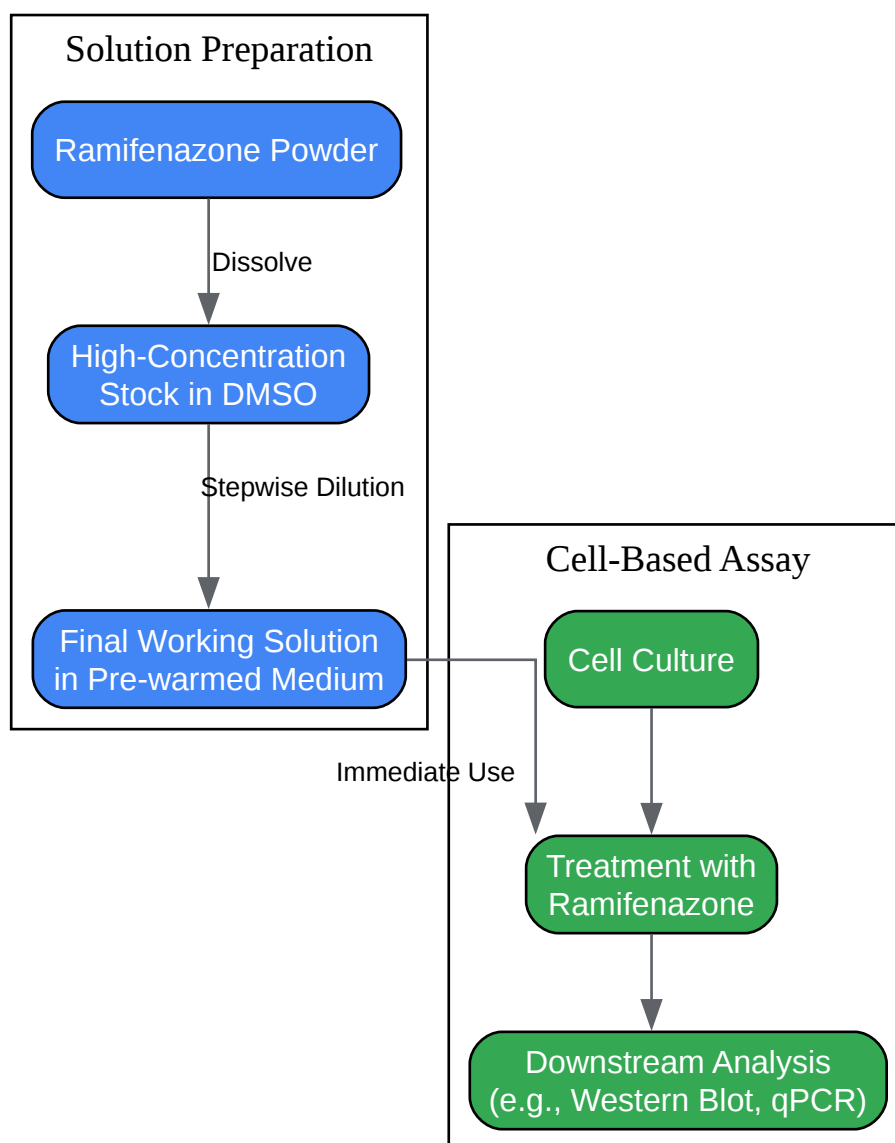 Solution Preparation
Ramifenazone Powder
Dissolve
High-Concentration
Stock in DMSO
Stepwise Dilution
Final Working Solution
in Pre-warmed Medium
Immediate Use
Cell-Based Assay
Cell Culture
Treatment with
Ramifenazone
Downstream Analysis
(e.g., Western Blot, qPCR)